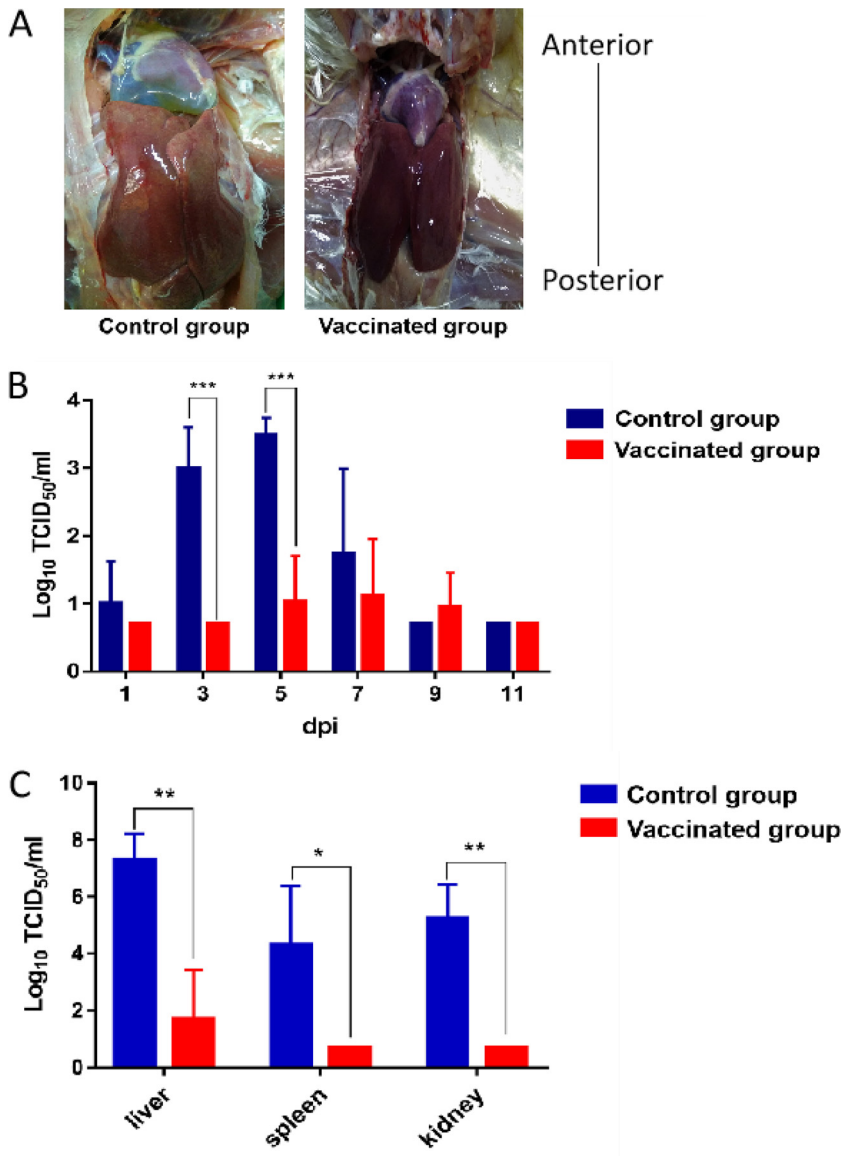 A
Anterior
Posterior
Control group
Vaccinated group
B
Log10 TCID50/ml
4
3
2
1
0
***
***
1 3 5 7 9 11
dpi
Control group
Vaccinated group
C
Log10 TCID50/ml
10
8
6
4
2
0
**
*
**
liver
spleen
kidney
Control group
Vaccinated group